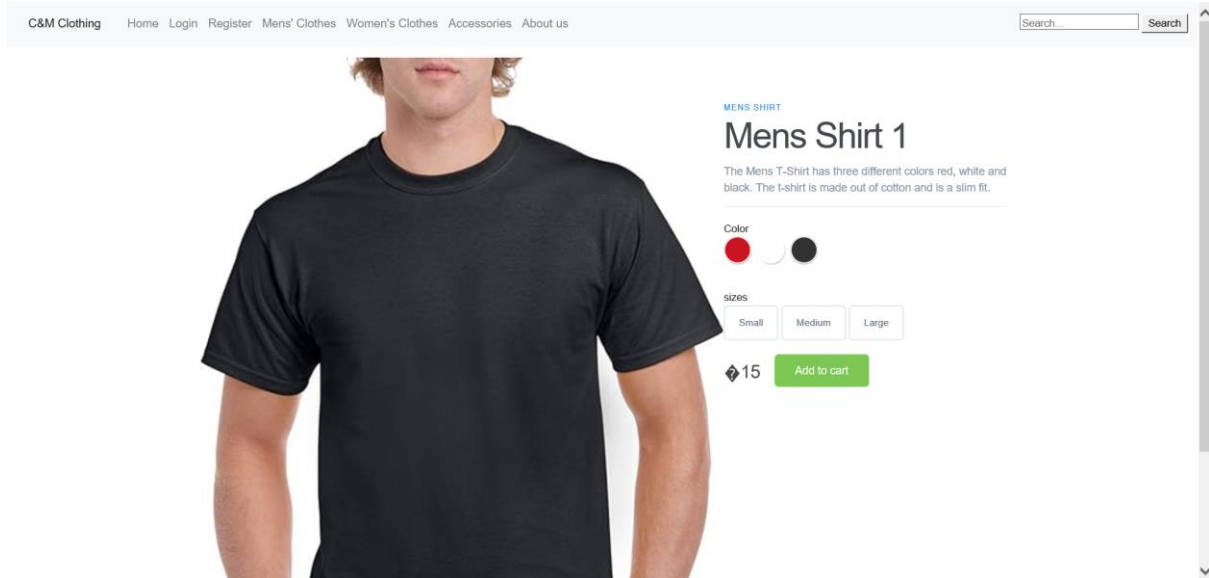 C&M Clothing Home Login Register Mens' Clothes Women's Clothes Accessories About us Search... Search
MENS SHIRT
Mens Shirt 1
The Mens T-Shirt has three different colors red, white and
black. The t-shirt is made out of cotton and is a slim fit.
Color
sizes
Small Medium Large
�15 Add to cart